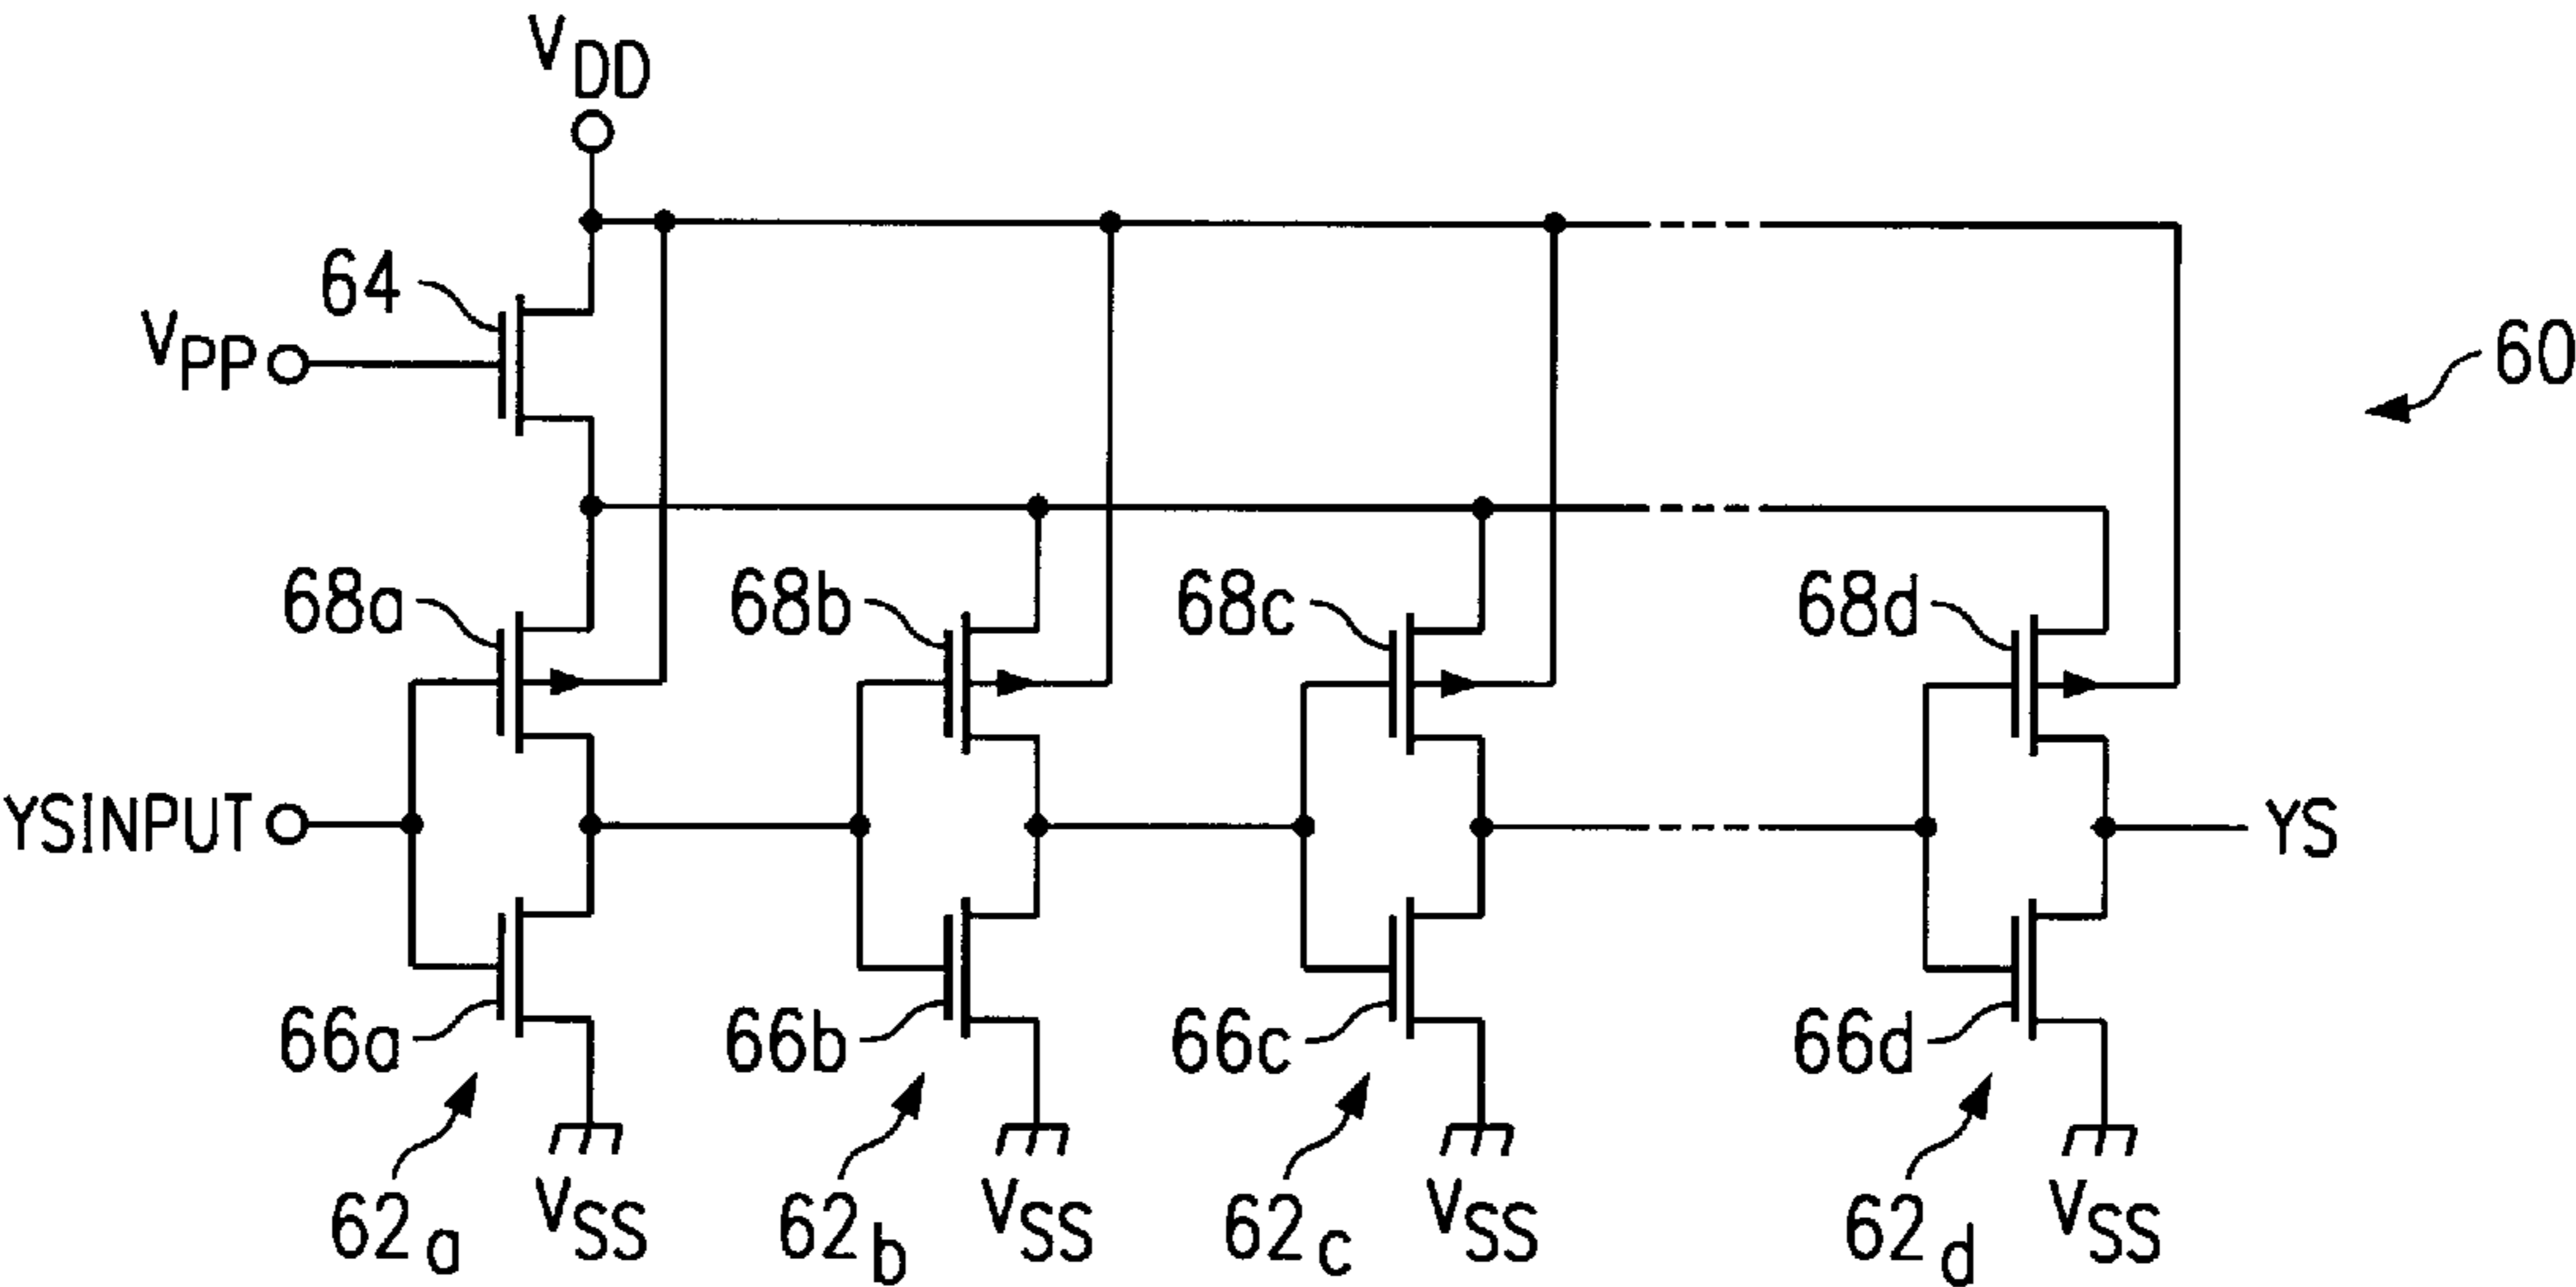 VDD
64
VPP
60
68a
68b
68c
68d
YSINPUT
YS
66a
66b
66c
66d
62a
VSS
62b
VSS
62c
VSS
62d
VSS